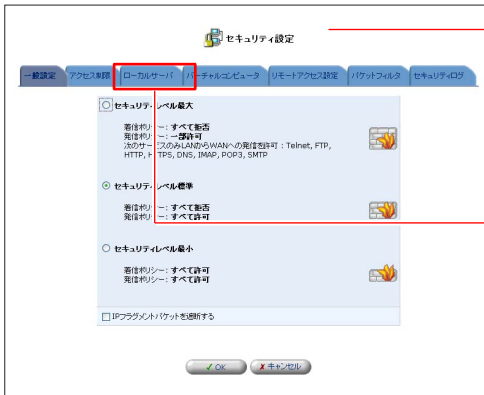 セキュリティ設定
一般設定 アクセス制限 ローカルサーバ バーチャルコンピュータ リモートアクセス設定 パケットフィルタ セキュリティログ
セキュリティレベル最大
着信ポリシー: すべて拒否
発信ポリシー: 一部許可
次のサービスのみLANからWANへの発信を許可 : Telnet, FTP,
HTTP, HTTPS, DNS, IMAP, POP3, SMTP
セキュリティレベル標準
着信ポリシー: すべて拒否
発信ポリシー: すべて許可
セキュリティレベル最小
着信ポリシー: すべて許可
発信ポリシー: すべて許可
IPフラグメントパケットを遮断する
OK キャンセル